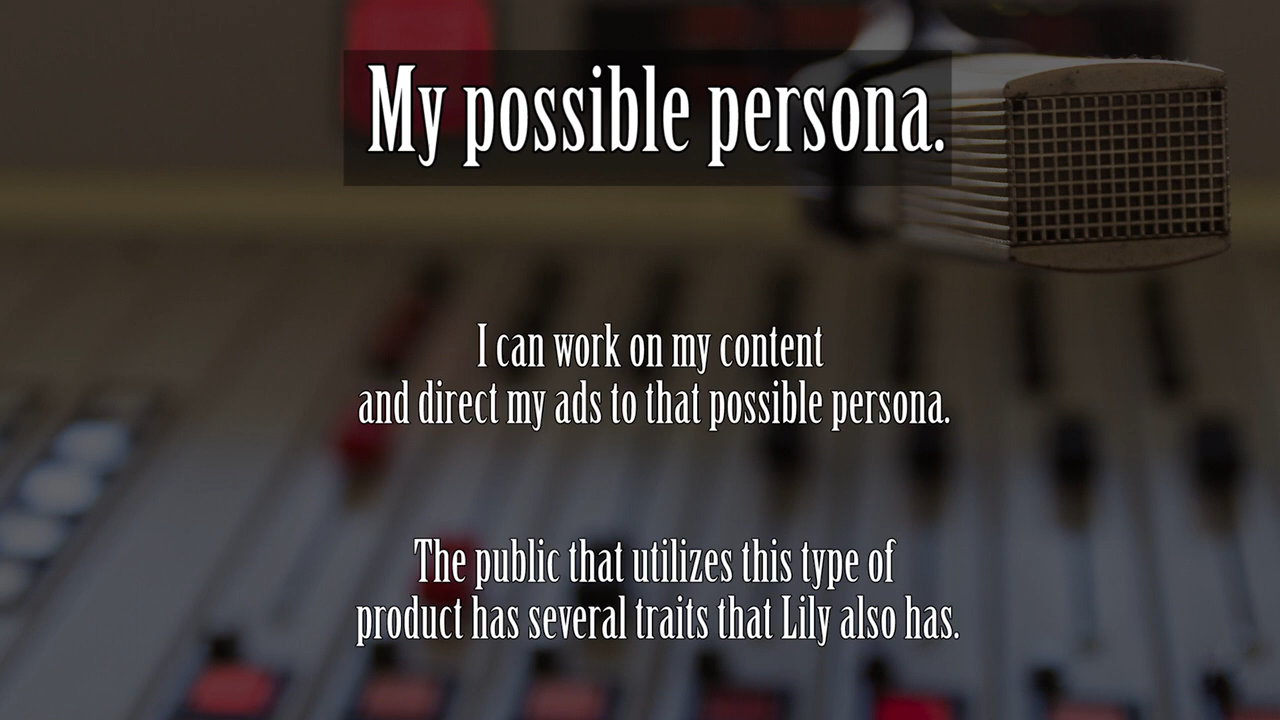 My possible persona.
I can work on my content
and direct my ads to that possible persona.
The public that utilizes this type of
product has several traits that Lily also has.